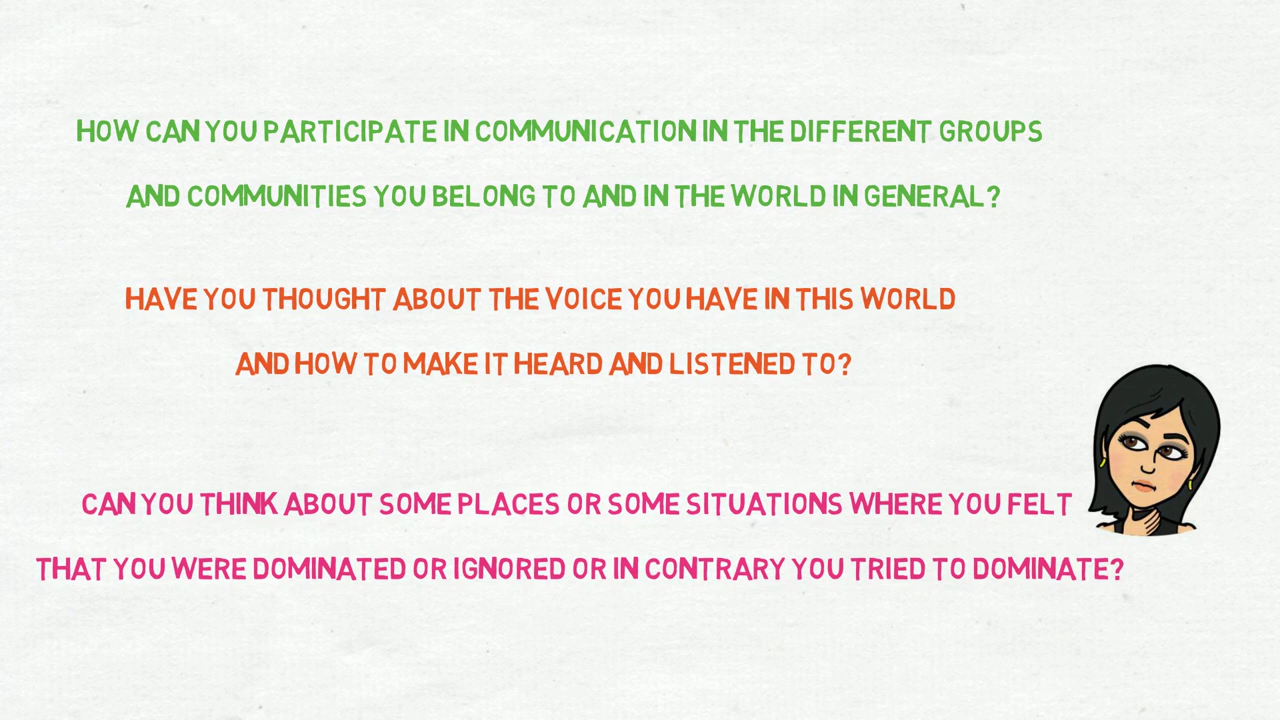 HOW CAN YOU PARTICIPATE IN COMMUNICATION IN THE DIFFERENT GROUPS
AND COMMUNITIES YOU BELONG TO AND IN THE WORLD IN GENERAL?
HAVE YOU THOUGHT ABOUT THE VOICE YOU HAVE IN THIS WORLD
AND HOW TO MAKE IT HEARD AND LISTENED TO?
CAN YOU THINK ABOUT SOME PLACES OR SOME SITUATIONS WHERE YOU FELT
THAT YOU WERE DOMINATED OR IGNORED OR IN CONTRARY YOU TRIED TO DOMINATE?